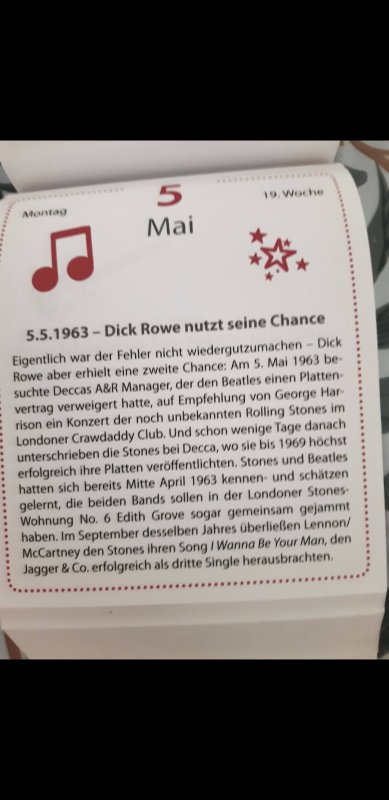 Montag
5
Mai
19. Woche
5.5.1963 – Dick Rowe nutzt seine Chance
Eigentlich war der Fehler nicht wiedergutzumachen – Dick
Rowe aber erhielt eine zweite Chance: Am 5. Mai 1963 be-
suchte Deccas A&R Manager, der den Beatles einen Platten-
vertrag verweigert hatte, auf Empfehlung von George Har-
rison ein Konzert der noch unbekannten Rolling Stones im
Londoner Crawdaddy Club. Und schon wenige Tage danach
unterschrieben die Stones bei Decca, wo sie bis 1969 höchst
erfolgreich ihre Platten veröffentlichten. Stones und Beatles
hatten sich bereits Mitte April 1963 kennen- und schätzen
gelernt, die beiden Bands sollen in der Londoner Stones-
Wohnung No. 6 Edith Grove sogar gemeinsam gejammt
haben. Im September desselben Jahres überließen Lennon/
McCartney den Stones ihren Song I Wanna Be Your Man, den
Jagger & Co. erfolgreich als dritte Single herausbrachten.